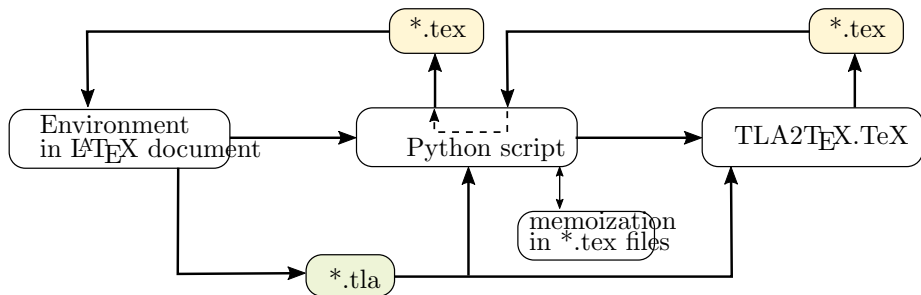 *.tex
*.tex
Environment
in LATEX document
Python script
TLA2TEX.TeX
memoization
in *.tex files
*.tla